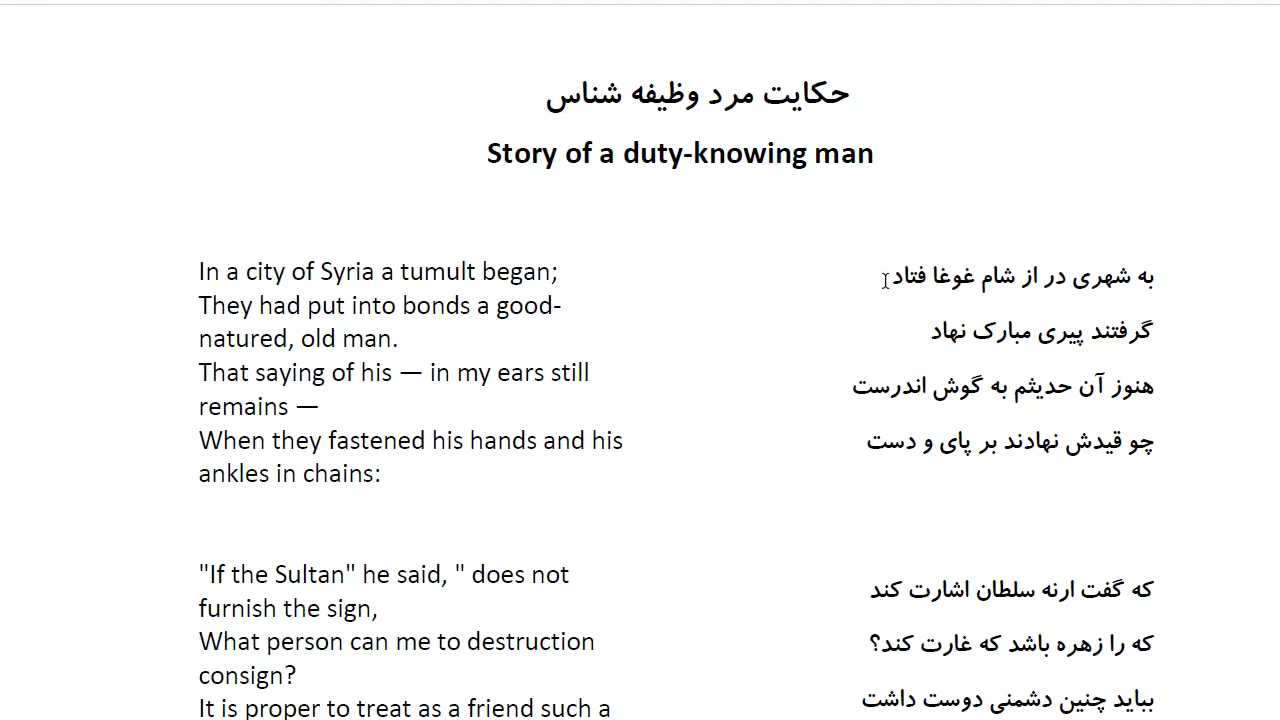 حکایت مرد وظیفه شناس
Story of a duty-knowing man
In a city of Syria a tumult began;
They had put into bonds a good-
natured, old man.
That saying of his — in my ears still
remains —
When they fastened his hands and his
ankles in chains:
به شهری در از شام غوغا فتاد
گرفتند پیری مبارک نهاد
هنوز آن حدیثم به گوش اندرست
چو قیدش نهادند بر پای و دست
"If the Sultan" he said, " does not
furnish the sign,
What person can me to destruction
consign?
It is proper to treat as a friend such a
که گفت ارنه سلطان اشارت کند
که را زهره باشد که غارت کند؟
بباید چنین دشمنی دوست داشت